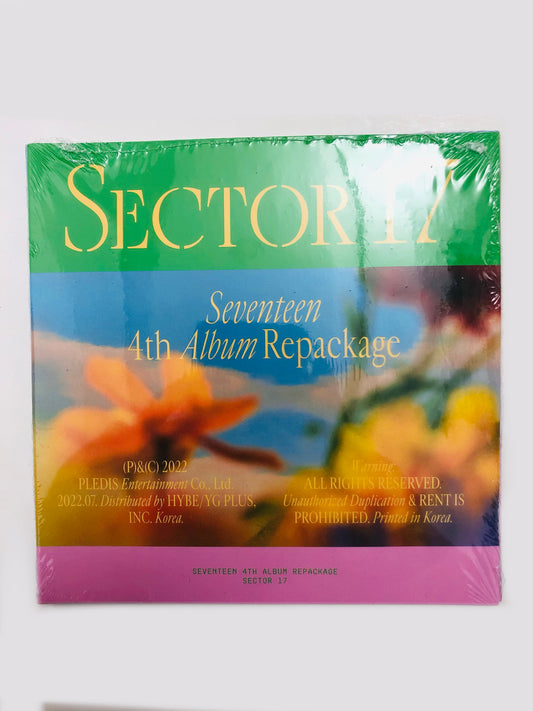 SECTOR 17
Seventeen
4th Album Repackage
(P)&(C) 2022
PLEDIS Entertainment Co., Ltd.
2022.07. Distributed by HYBE/YG PLUS,
INC. Korea.
Warning:
ALL RIGHTS RESERVED.
Unauthorized Duplication & RENT IS
PROHIBITED. Printed in Korea.
SEVENTEEN 4TH ALBUM REPACKAGE
SECTOR 17